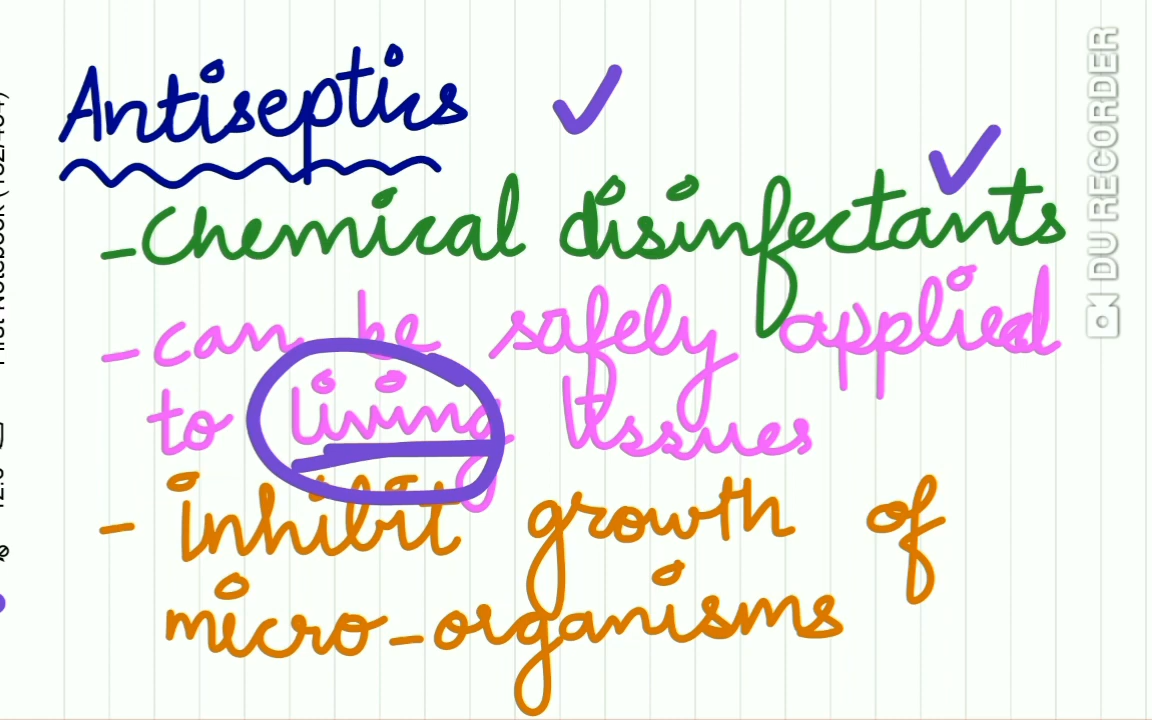 Antiseptics
- Chemical disinfectants
- can be safely applied
to living tissues
- inhibit growth of
micro-organisms
DU RECORDER